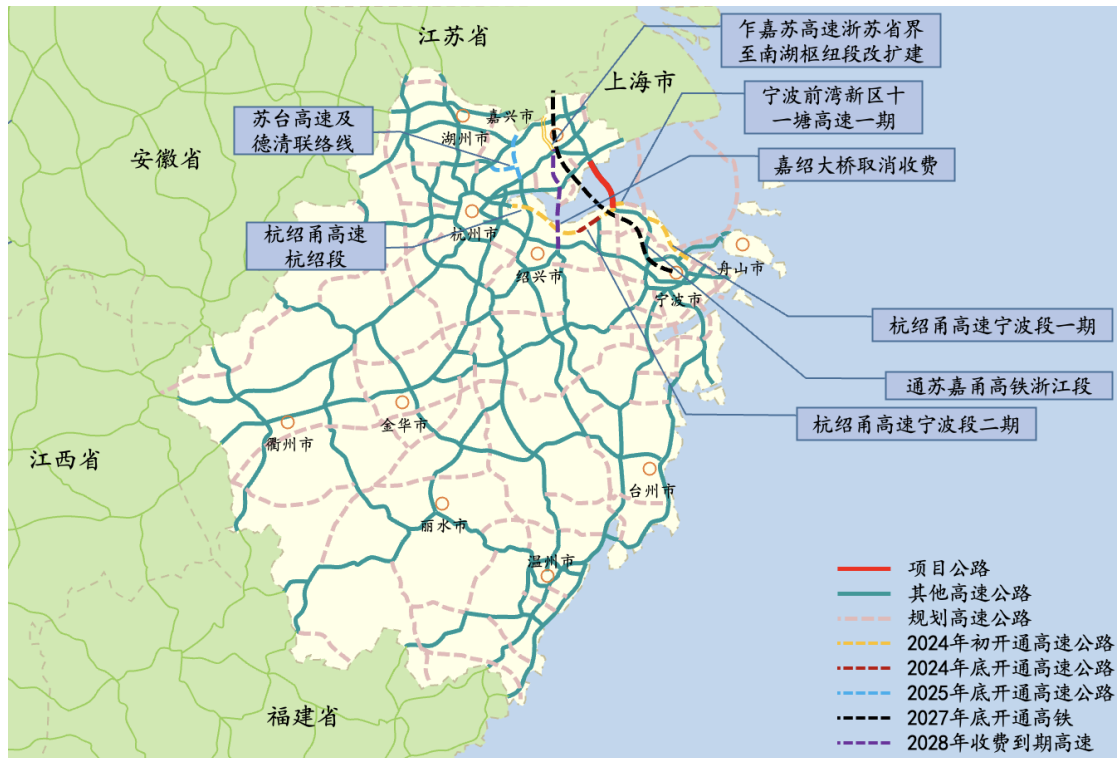 江苏省
上海市
安徽省
江西省
福建省
乍嘉苏高速浙苏省界
至南湖枢纽段改扩建
宁波前湾新区十
一塘高速一期
嘉绍大桥取消收费
苏台高速及
德清联络线
杭绍甬高速
杭绍段
杭绍甬高速宁波段一期
通苏嘉甬高铁浙江段
杭绍甬高速宁波段二期
嘉兴市
湖州市
杭州市
绍兴市
舟山市
宁波市
金华市
衢州市
台州市
丽水市
温州市
项目公路
其他高速公路
规划高速公路
2024年初开通高速公路
2024年底开通高速公路
2025年底开通高速公路
2027年底开通高铁
2028年收费到期高速